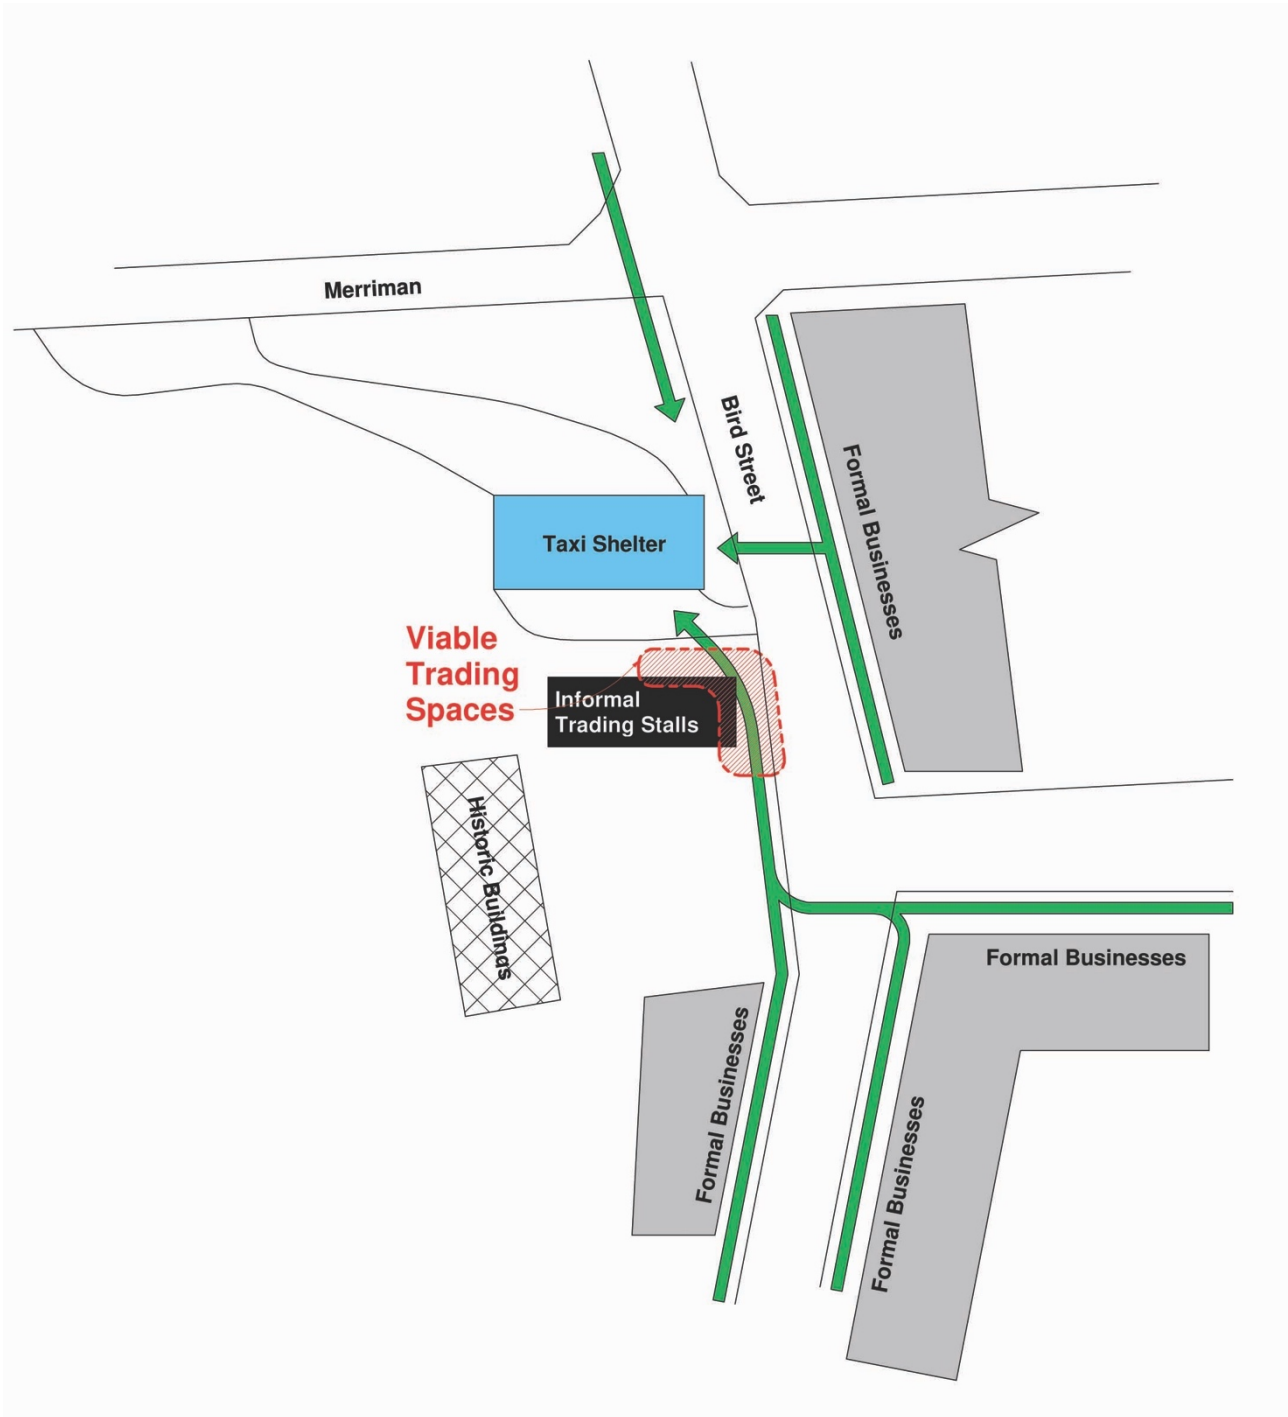 Merriman
Bird Street
Formal Businesses
Taxi Shelter
Viable
Trading
Spaces
Informal
Trading Stalls
Historic Buildings
Formal Businesses
Formal Businesses
Formal Businesses